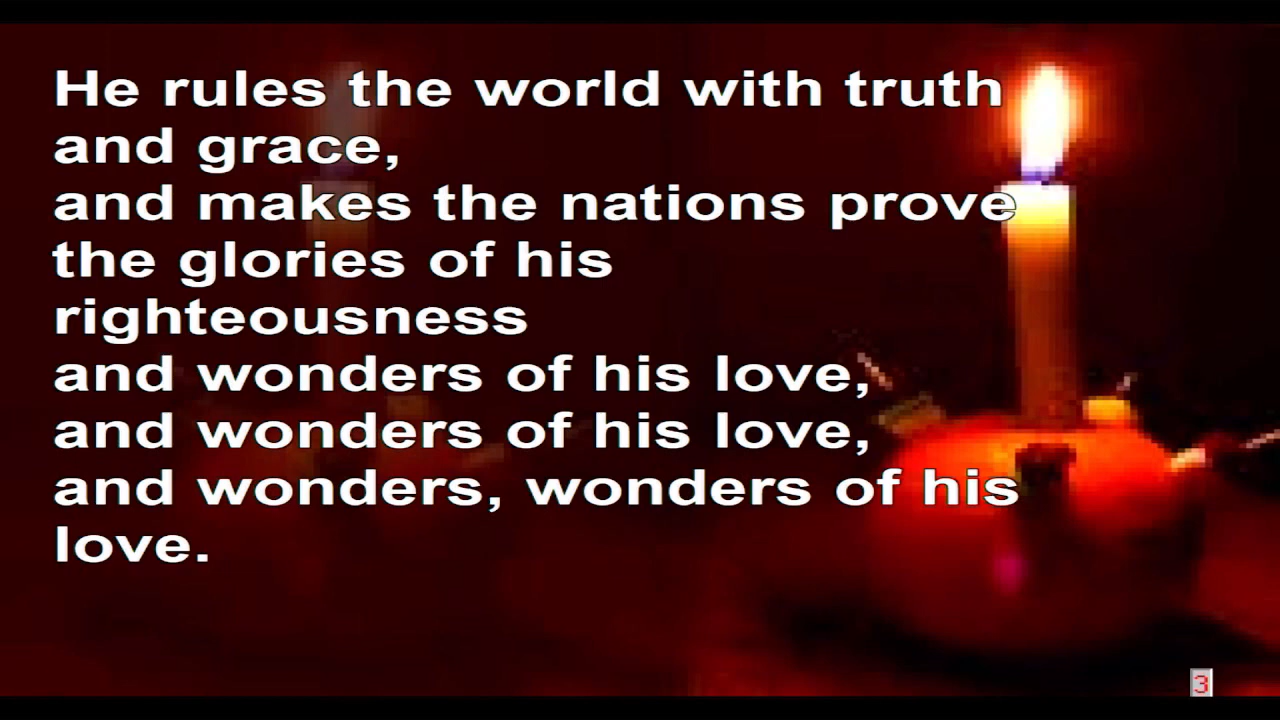 He rules the world with truth
and grace,
and makes the nations prove
the glories of his
righteousness
and wonders of his love,
and wonders of his love,
and wonders, wonders of his
love.
3